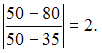 |50 − 80 / 50 − 35| = 2.